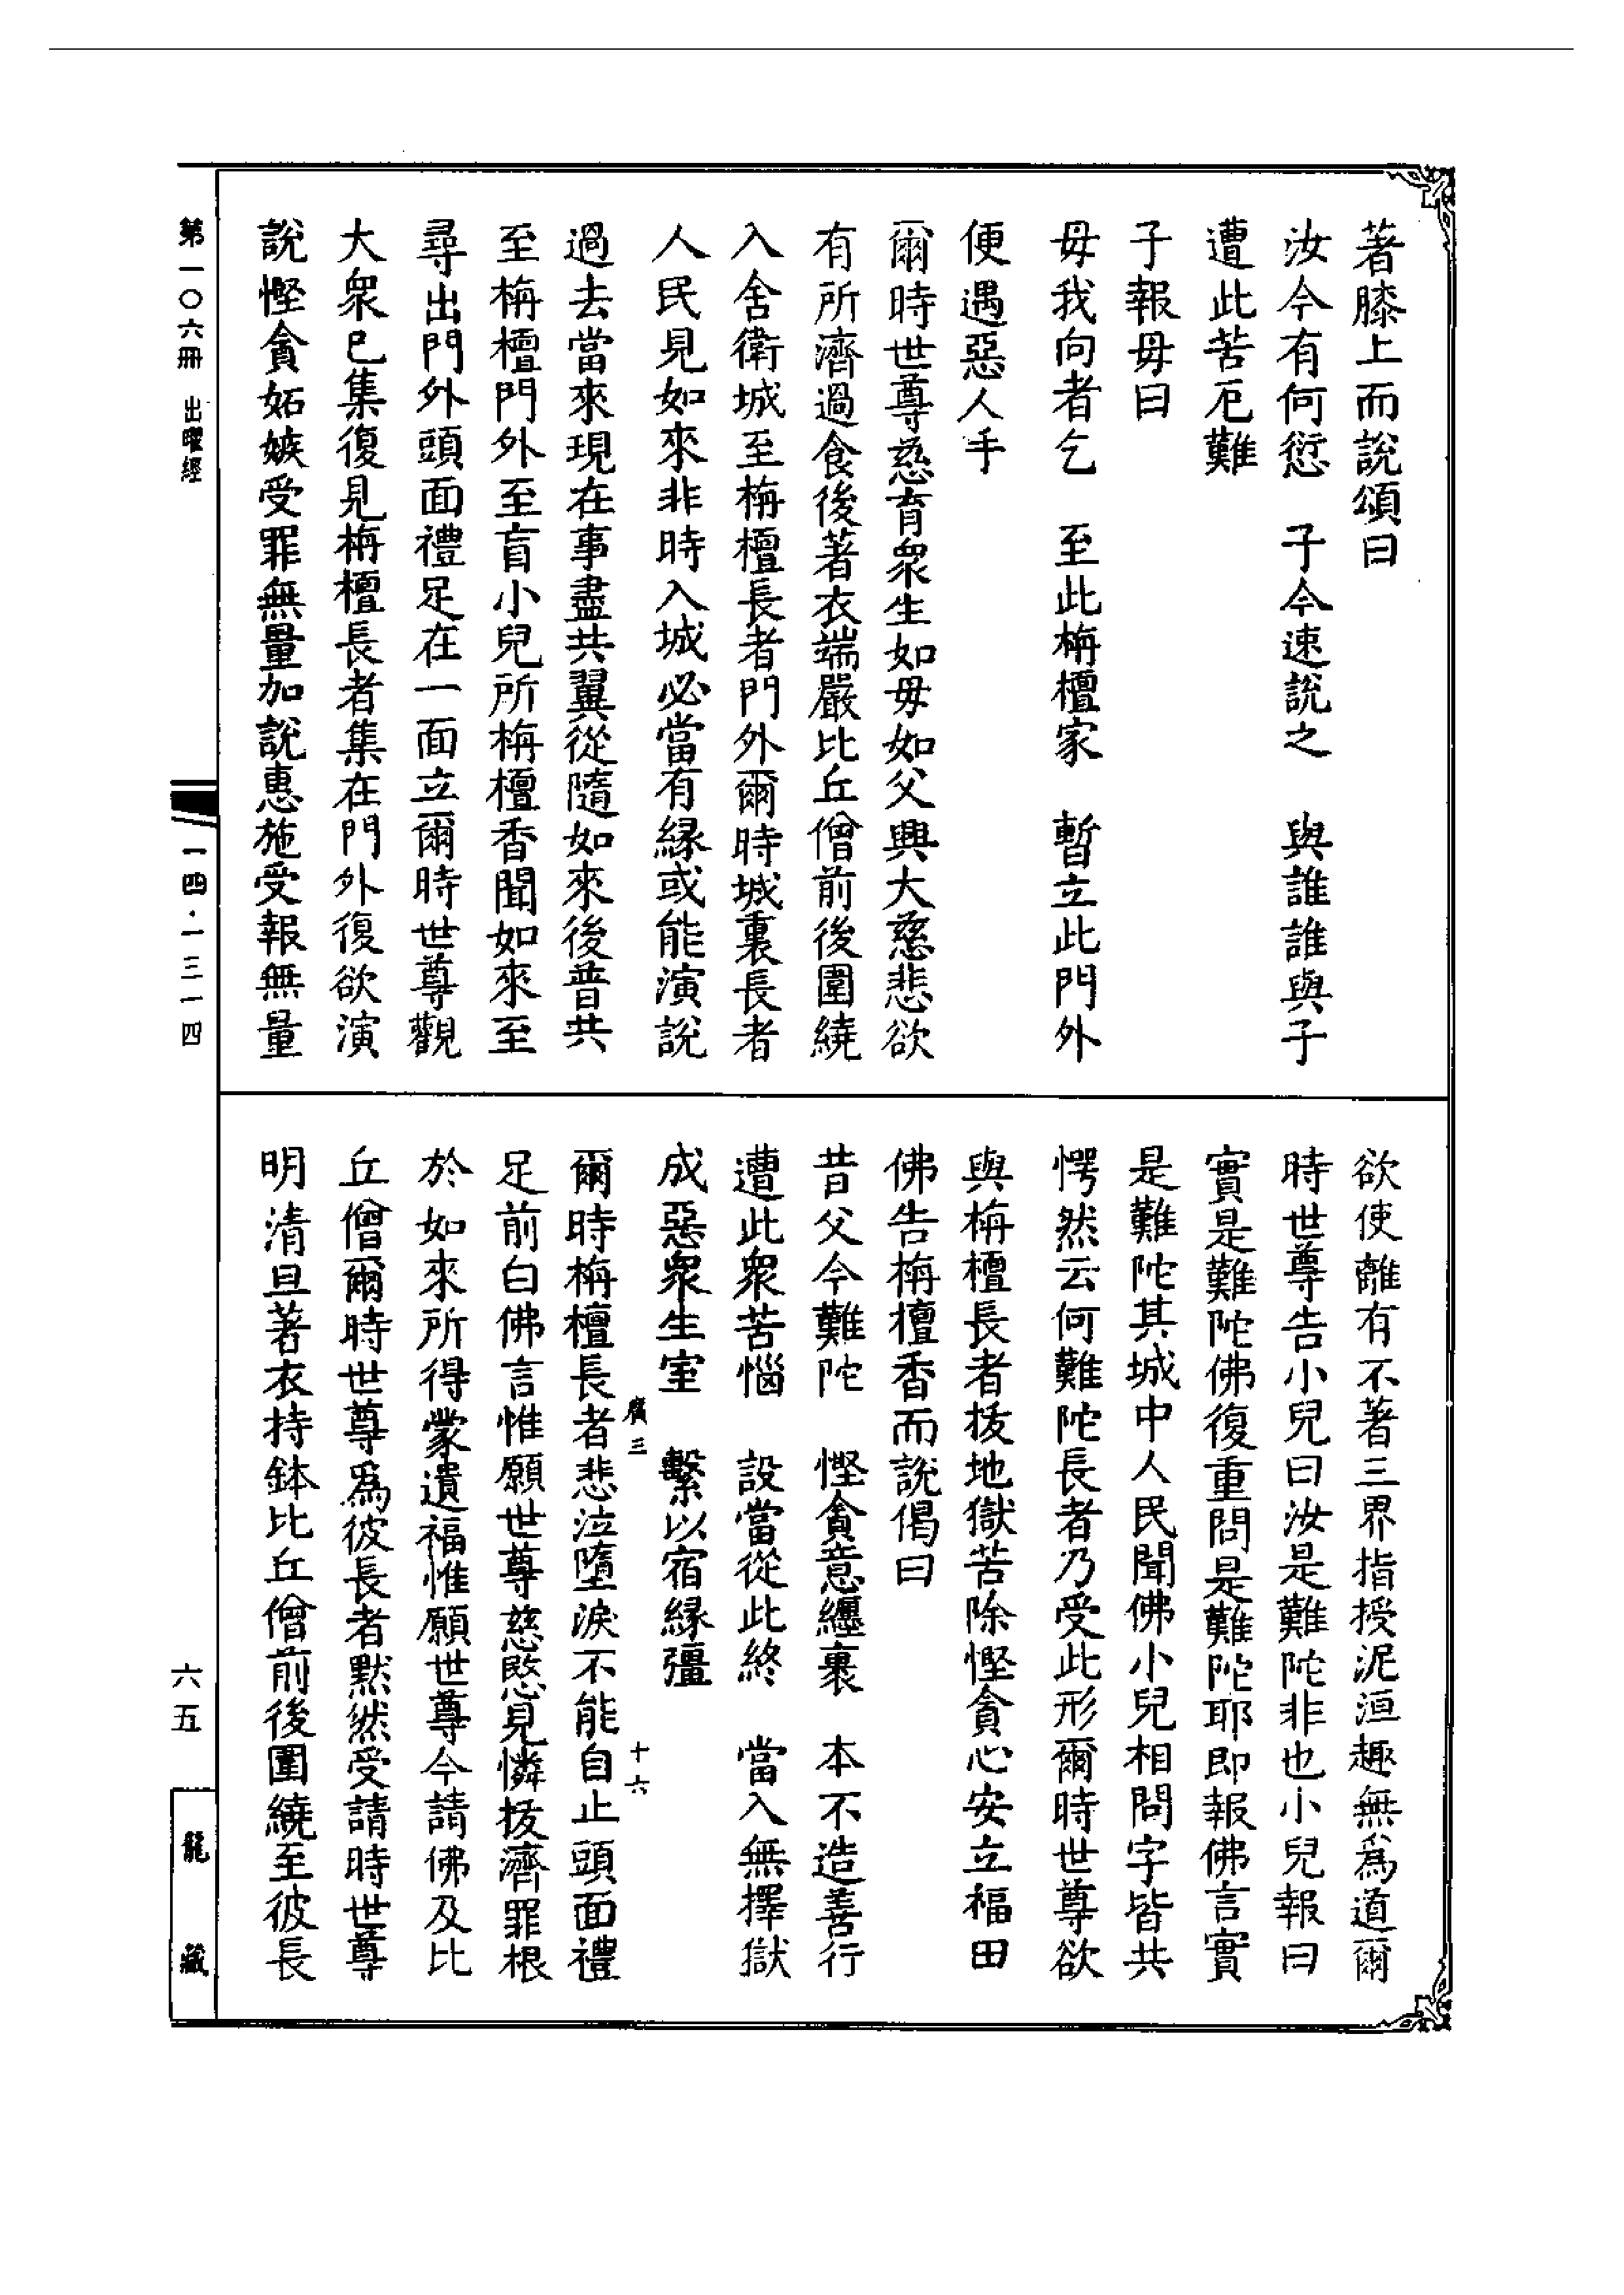 著膝上而說頌曰
汝今有何愆　子今速說之　與誰誰與子
遭此苦厄難
子報毋曰
毋我向者乞　至此栴檀家　暫立此門外
便遇惡人手
爾時世尊慈育衆生如毋如父興大慈悲欲
有所濟過食後著衣端嚴比丘僧前後圍繞
入舍衛城至栴檀長者門外爾時城裏長者
人民見如來非時入城必當有緣或能演說
過去當來現在事盡共翼從隨如來後普共
至栴檀門外至盲小兒所栴檀香聞如來至
尋出門外頭面禮足在一面立爾時世尊觀
大衆已集復見栴檀長者集在門外復欲演
說慳貪妬嫉受罪無量加說惠施受報無量
欲使離有不著三界指授泥洹趣無爲道爾
時世尊告小兒曰汝是難陀非也小兒報曰
實是難陀佛復重問是難陀耶即報佛言實
是難陀其城中人民聞佛小兒相問字皆共
愕然云何難陀長者乃受此形爾時世尊欲
與栴檀長者拔地獄苦除慳貪心安立福田
佛告栴檀香而說偈曰
昔父今難陀　慳貪意纏裹　本不造善行
遭此衆苦惱　設當從此終　當入無擇獄
成惡衆生室　繫以宿緣彊
廣三　十六
爾時栴檀長者悲泣墮淚不能自止頭面禮
足前白佛言惟願世尊慈愍見憐拔濟罪根
於如來所得蒙遺福惟願世尊今請佛及比
丘僧爾時世尊爲彼長者默然受請時世尊
明清旦著衣持鉢比丘僧前後圍繞至彼長
第一〇六冊　出曜經
一四·一三一四
六五
龍藏